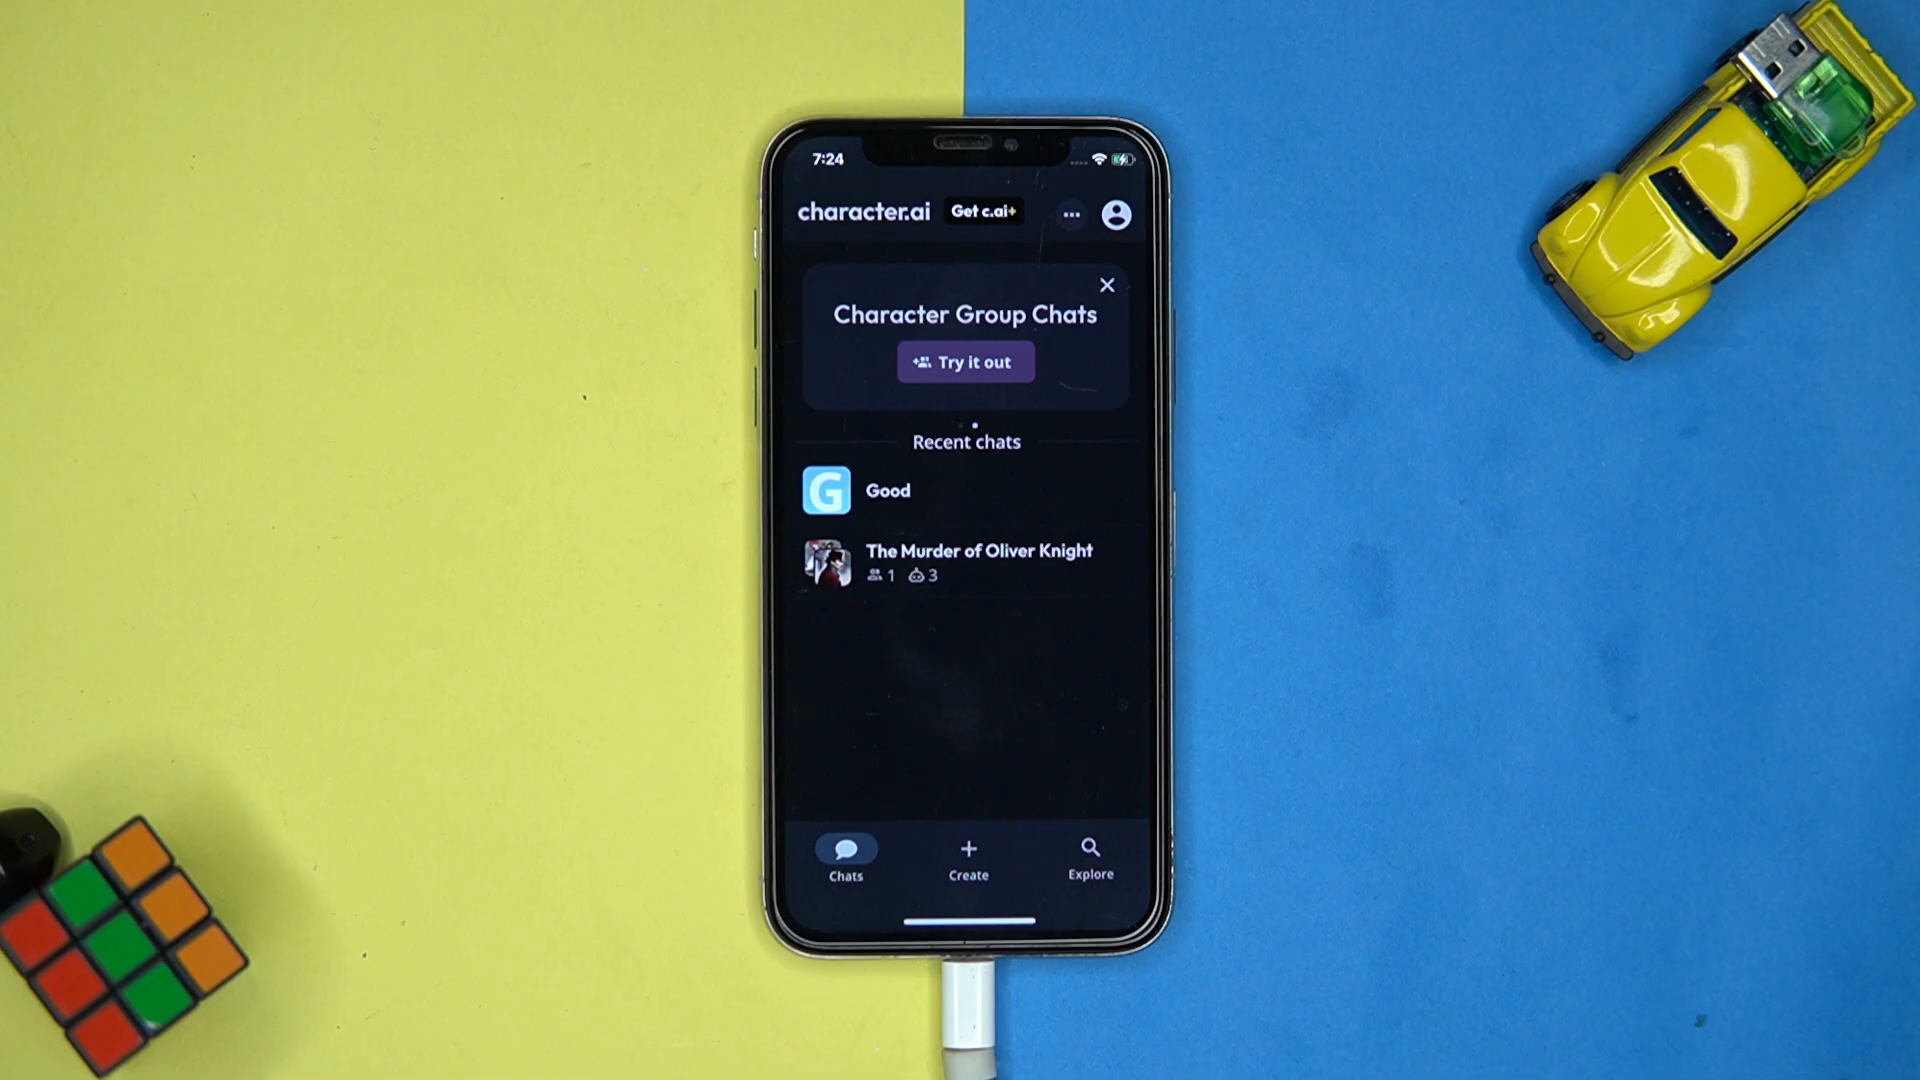 7:24
character.ai Get c.ai+
Character Group Chats
Try it out
Recent chats
G Good
The Murder of Oliver Knight
1 3
Chats Create Explore